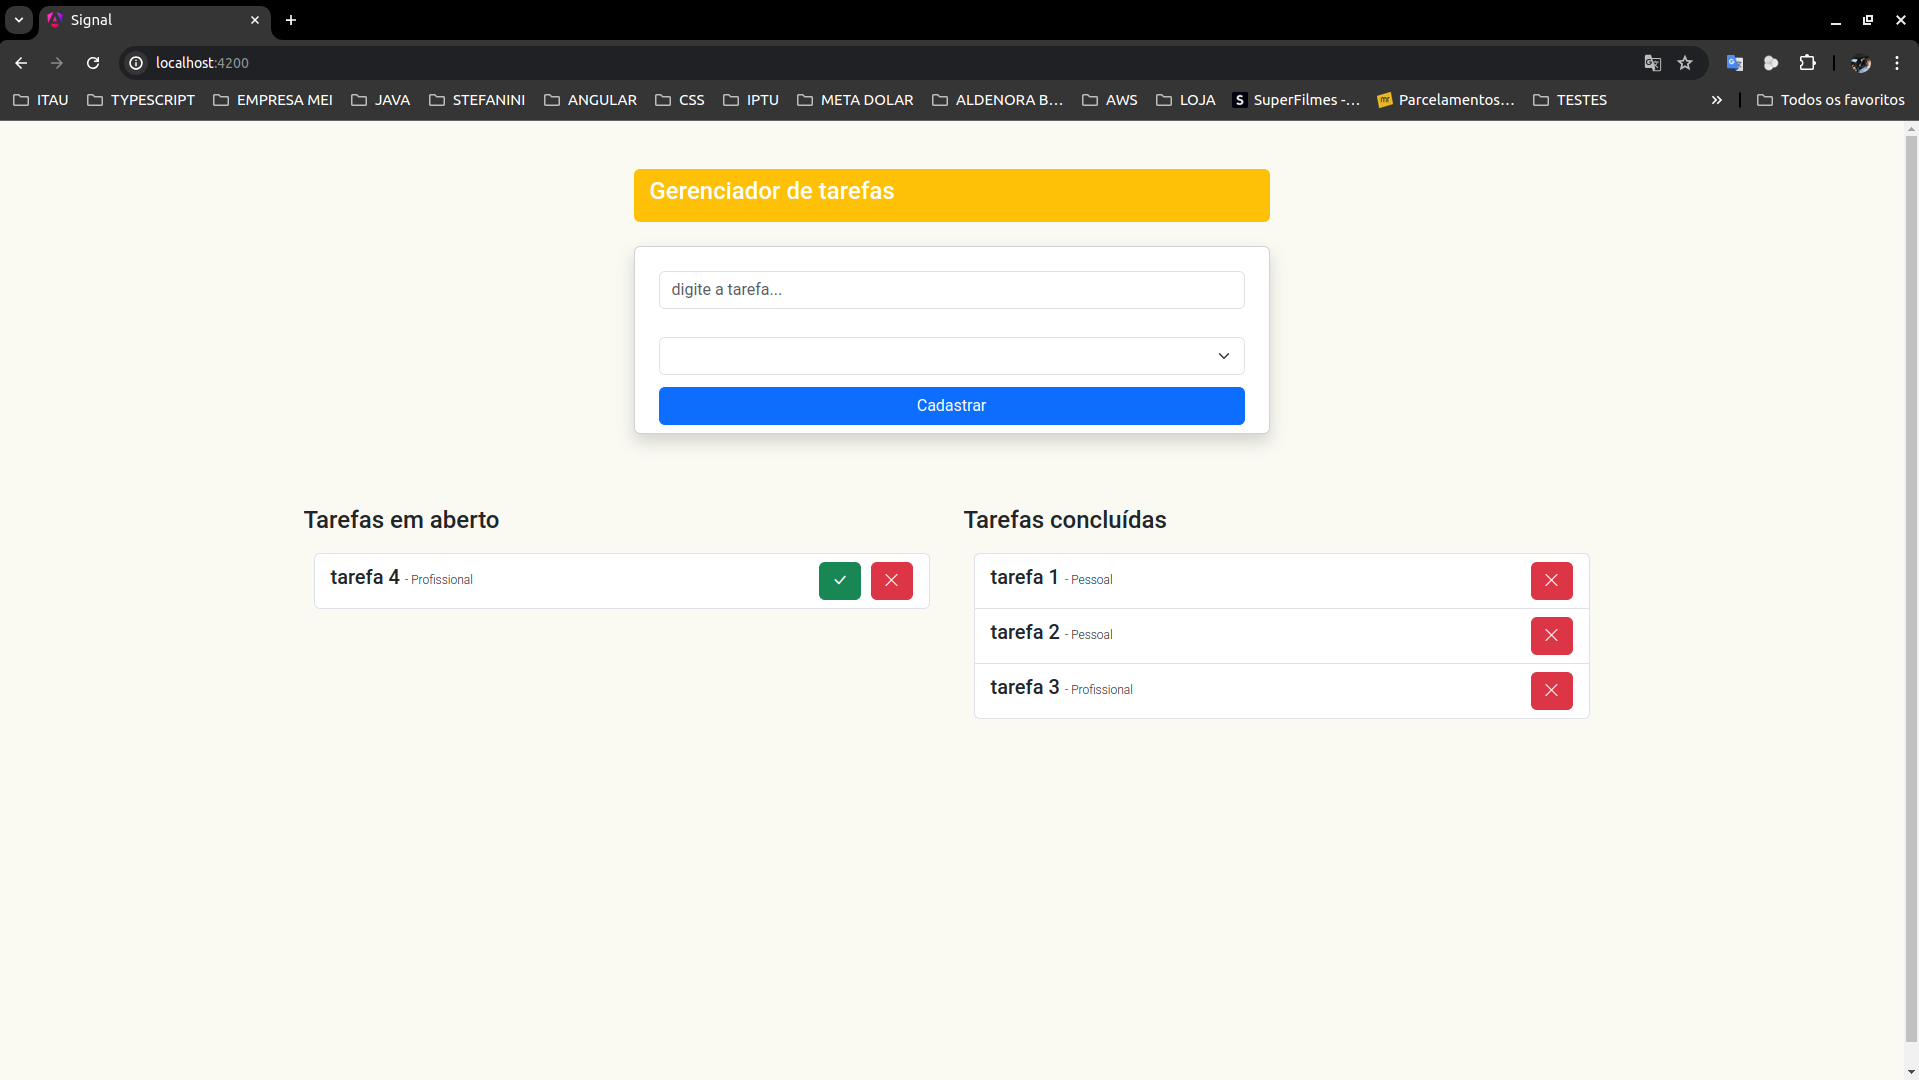 Signal
localhost:4200
ITAU TYPESCRIPT EMPRESA MEI JAVA STEFANINI ANGULAR CSS IPTU META DOLAR ALDENORA B... AWS LOJA SuperFilmes -... Parcelamentos... TESTES » Todos os favoritos
Gerenciador de tarefas
digite a tarefa...
Cadastrar
Tarefas em aberto
tarefa 4 - Profissional
Tarefas concluídas
tarefa 1 - Pessoal
tarefa 2 - Pessoal
tarefa 3 - Profissional